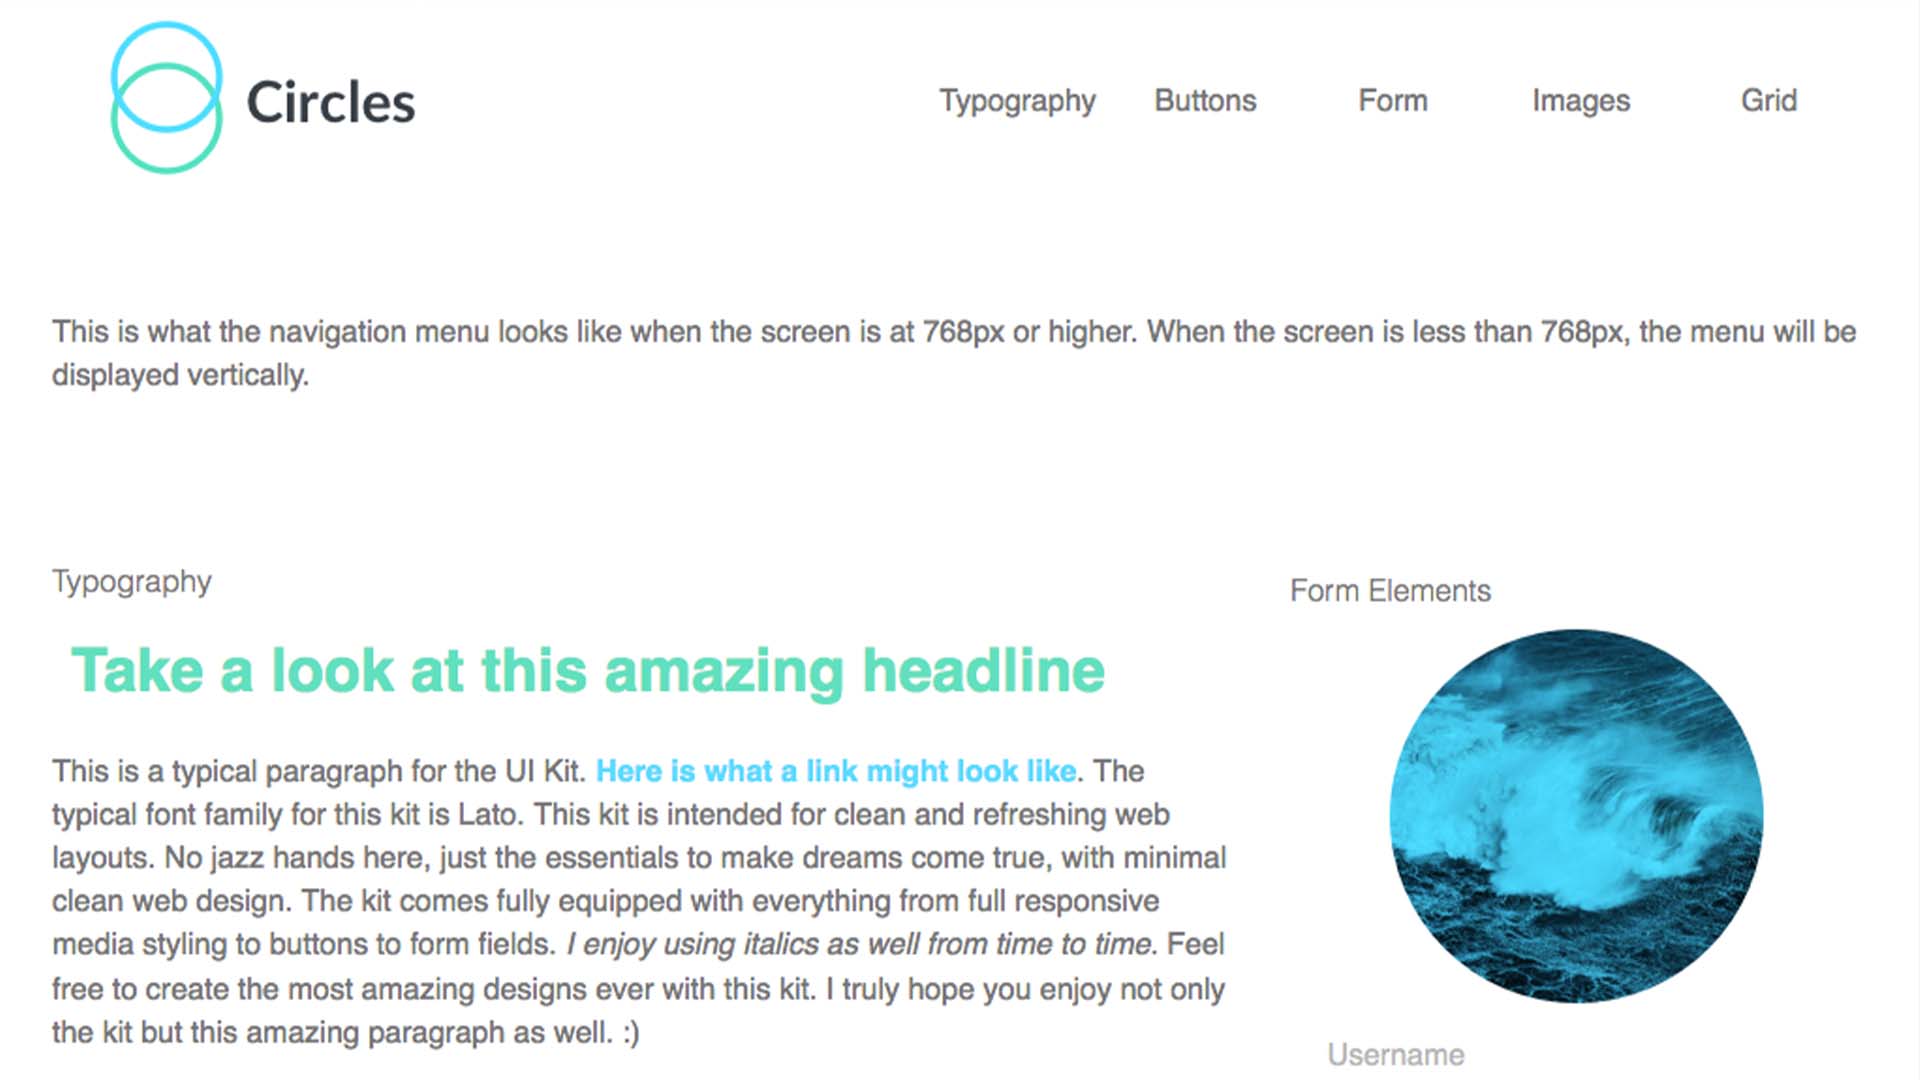 Circles
Typography Buttons Form Images Grid
This is what the navigation menu looks like when the screen is at 768px or higher. When the screen is less than 768px, the menu will be
displayed vertically.
Typography
Take a look at this amazing headline
This is a typical paragraph for the UI Kit. Here is what a link might look like. The
typical font family for this kit is Lato. This kit is intended for clean and refreshing web
layouts. No jazz hands here, just the essentials to make dreams come true, with minimal
clean web design. The kit comes fully equipped with everything from full responsive
media styling to buttons to form fields. I enjoy using italics as well from time to time. Feel
free to create the most amazing designs ever with this kit. I truly hope you enjoy not only
the kit but this amazing paragraph as well. :)
Form Elements
Username